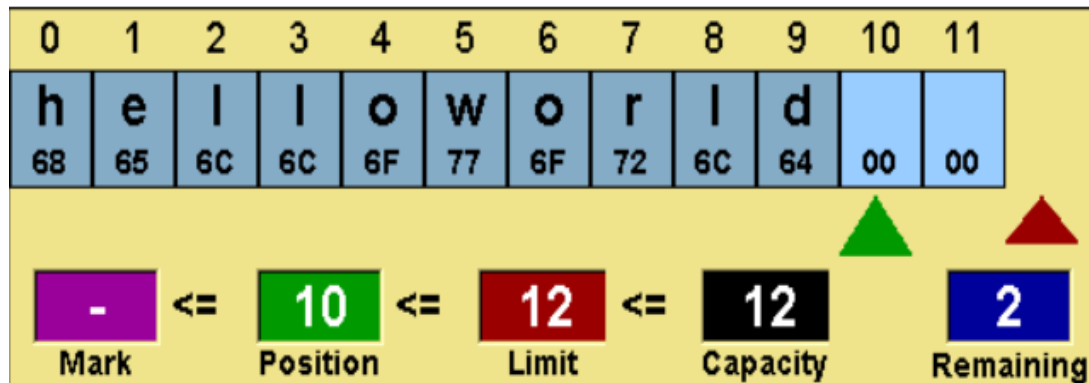 0 1 2 3 4 5 6 7 8 9 10 11
h e l l o w o r l d
68 65 6C 6C 6F 77 6F 72 6C 64 00 00
- <= 10 <= 12 <= 12 2
Mark Position Limit Capacity Remaining